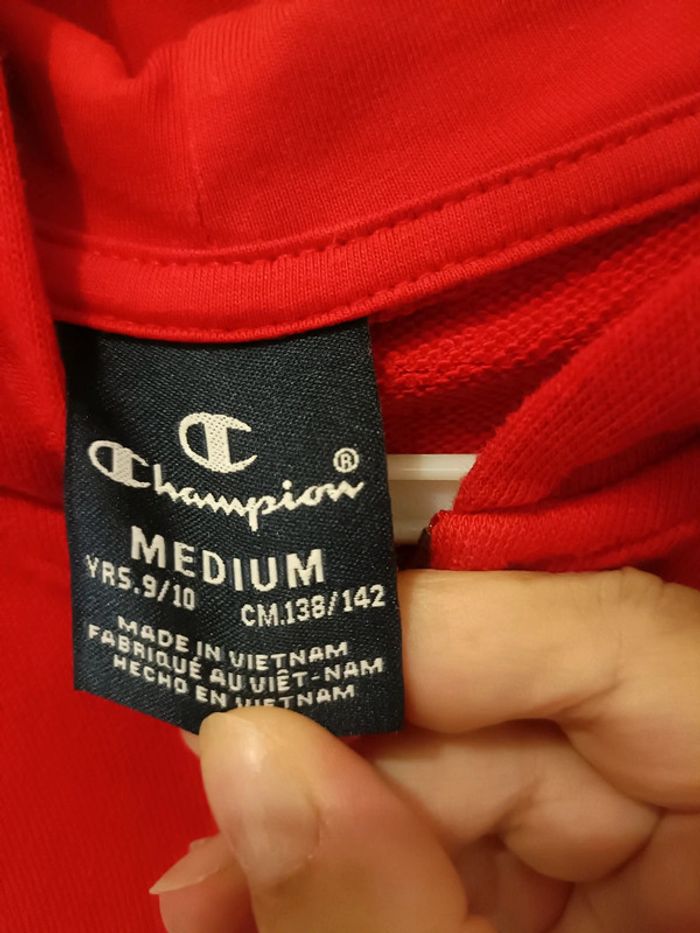 Champion®
MEDIUM
YRS.9/10 CM.138/142
MADE IN VIETNAM
FABRIQUÉ AU VIÊT-NAM
HECHO EN VIETNAM